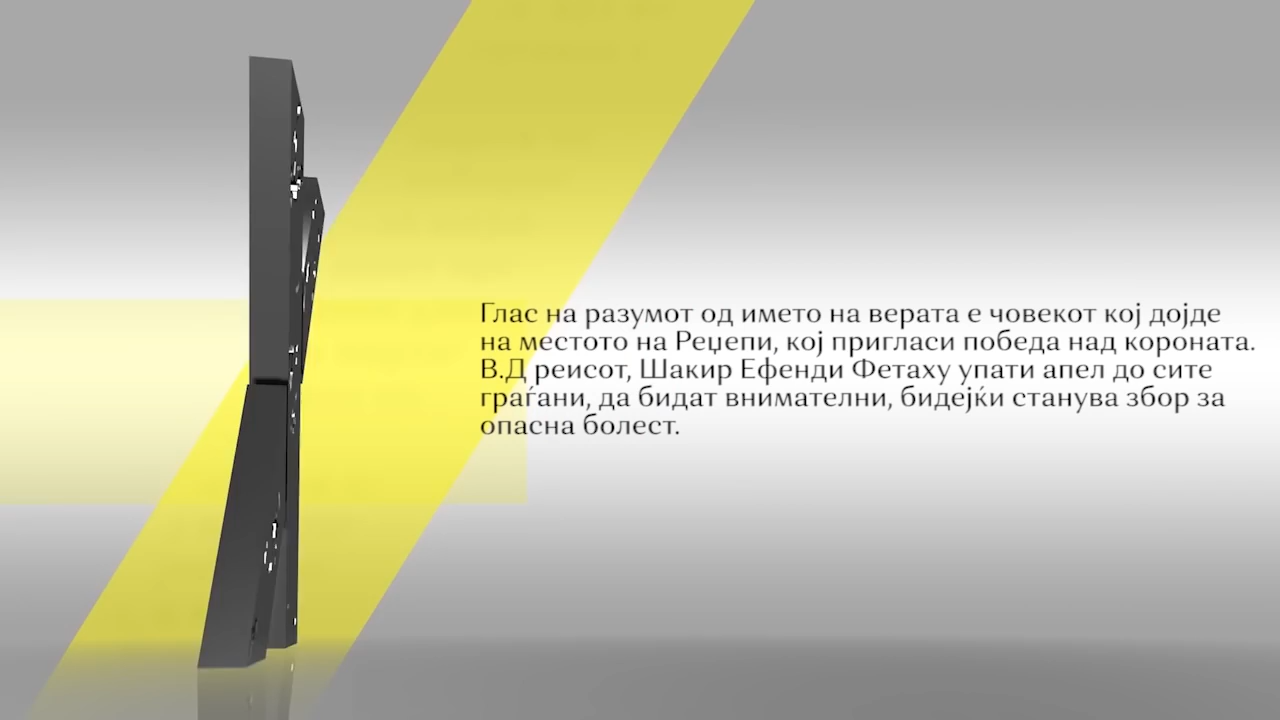 Глас на разумот од името на верата е човекот кој дојде
на местото на Реџепи, кој пригласи победа над короната.
В.Д реисот, Шакир Ефенди Фетаху упати апел до сите
граѓани, да бидат внимателни, бидејќи станува збор за
опасна болест.